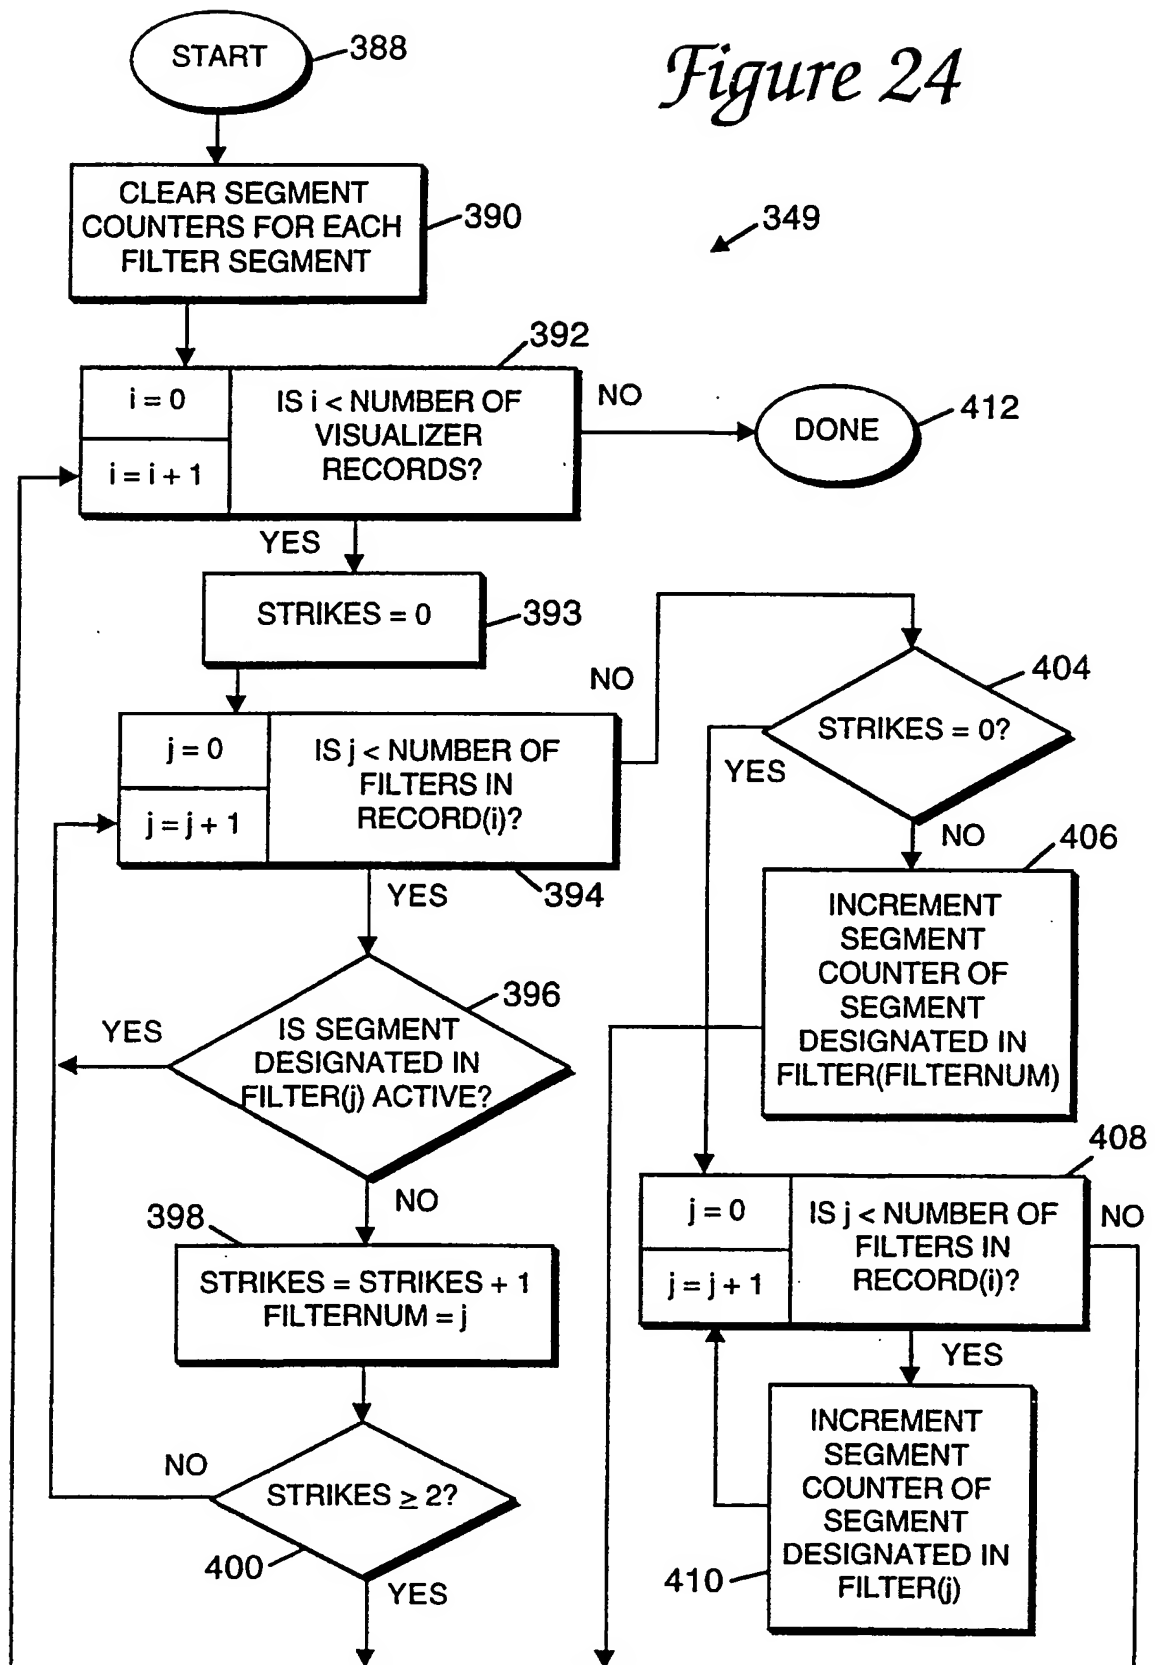 START
388
Figure 24
CLEAR SEGMENT
COUNTERS FOR EACH
FILTER SEGMENT
390
349
392
i = 0
i = i + 1
IS i < NUMBER OF
VISUALIZER
RECORDS?
NO
DONE
412
YES
STRIKES = 0
393
NO
404
STRIKES = 0?
YES
NO
j = 0
j = j + 1
IS j < NUMBER OF
FILTERS IN
RECORD(i)?
394
YES
406
INCREMENT
SEGMENT
COUNTER OF
SEGMENT
DESIGNATED IN
FILTER(FILTERNUM)
396
YES
IS SEGMENT
DESIGNATED IN
FILTER(j) ACTIVE?
NO
408
j = 0
j = j + 1
IS j < NUMBER OF
FILTERS IN
RECORD(i)?
NO
YES
398
STRIKES = STRIKES + 1
FILTERNUM = j
NO
STRIKES ≥ 2?
400
YES
INCREMENT
SEGMENT
COUNTER OF
SEGMENT
DESIGNATED IN
FILTER(j)
410